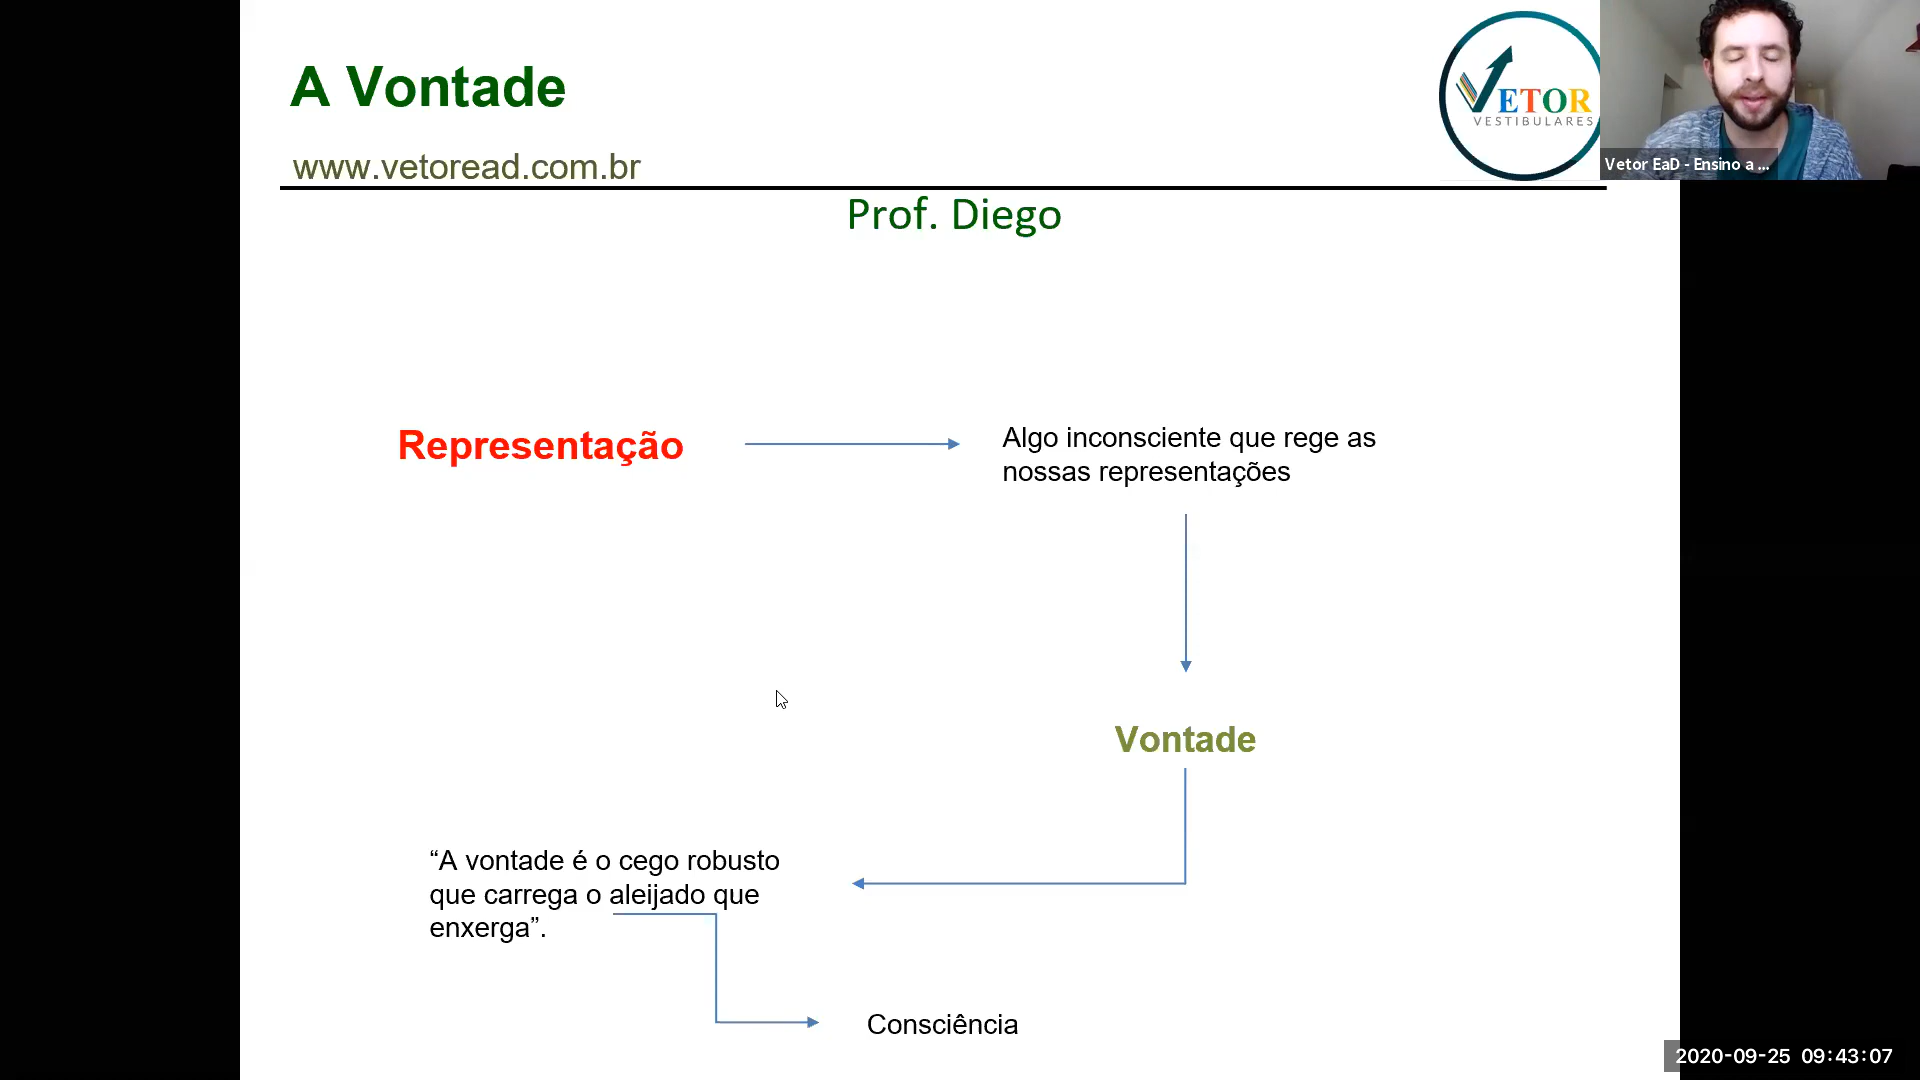 A Vontade
www.vetoread.com.br
VETOR
VESTIBULARES
Vetor EaD - Ensino a ...
Prof. Diego
Representação
Algo inconsciente que rege as
nossas representações
Vontade
“A vontade é o cego robusto
que carrega o aleijado que
enxerga”.
Consciência
2020-09-25 09:43:07